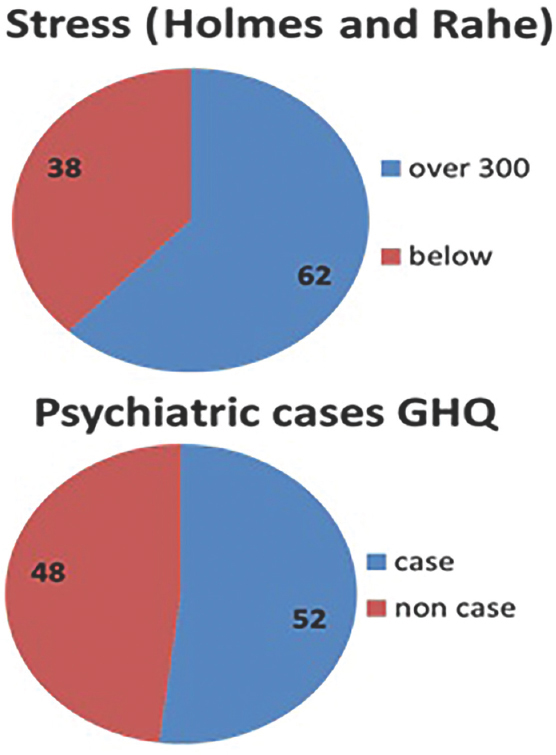 Stress (Holmes and Rahe)
38
62
over 300
below
Psychiatric cases GHQ
48
52
case
non case